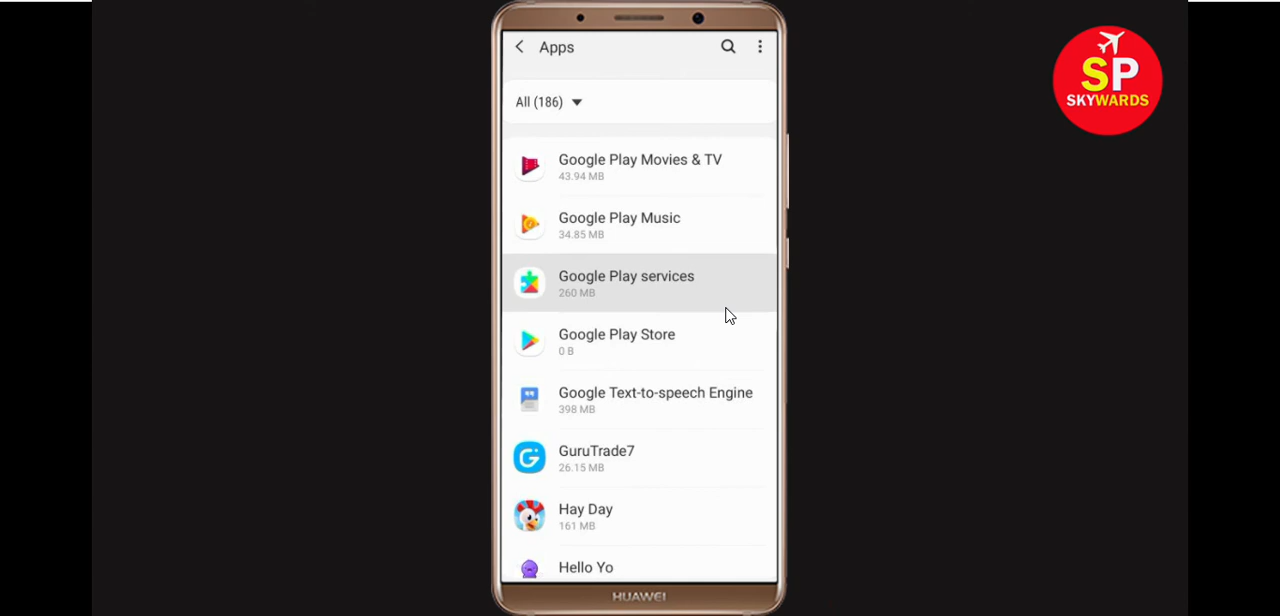 Apps
All (186)
Google Play Movies & TV
43.94 MB
Google Play Music
34.85 MB
Google Play services
260 MB
Google Play Store
0 B
Google Text-to-speech Engine
398 MB
GuruTrade7
26.15 MB
Hay Day
161 MB
Hello Yo
HUAWEI
SP
SKYWARDS